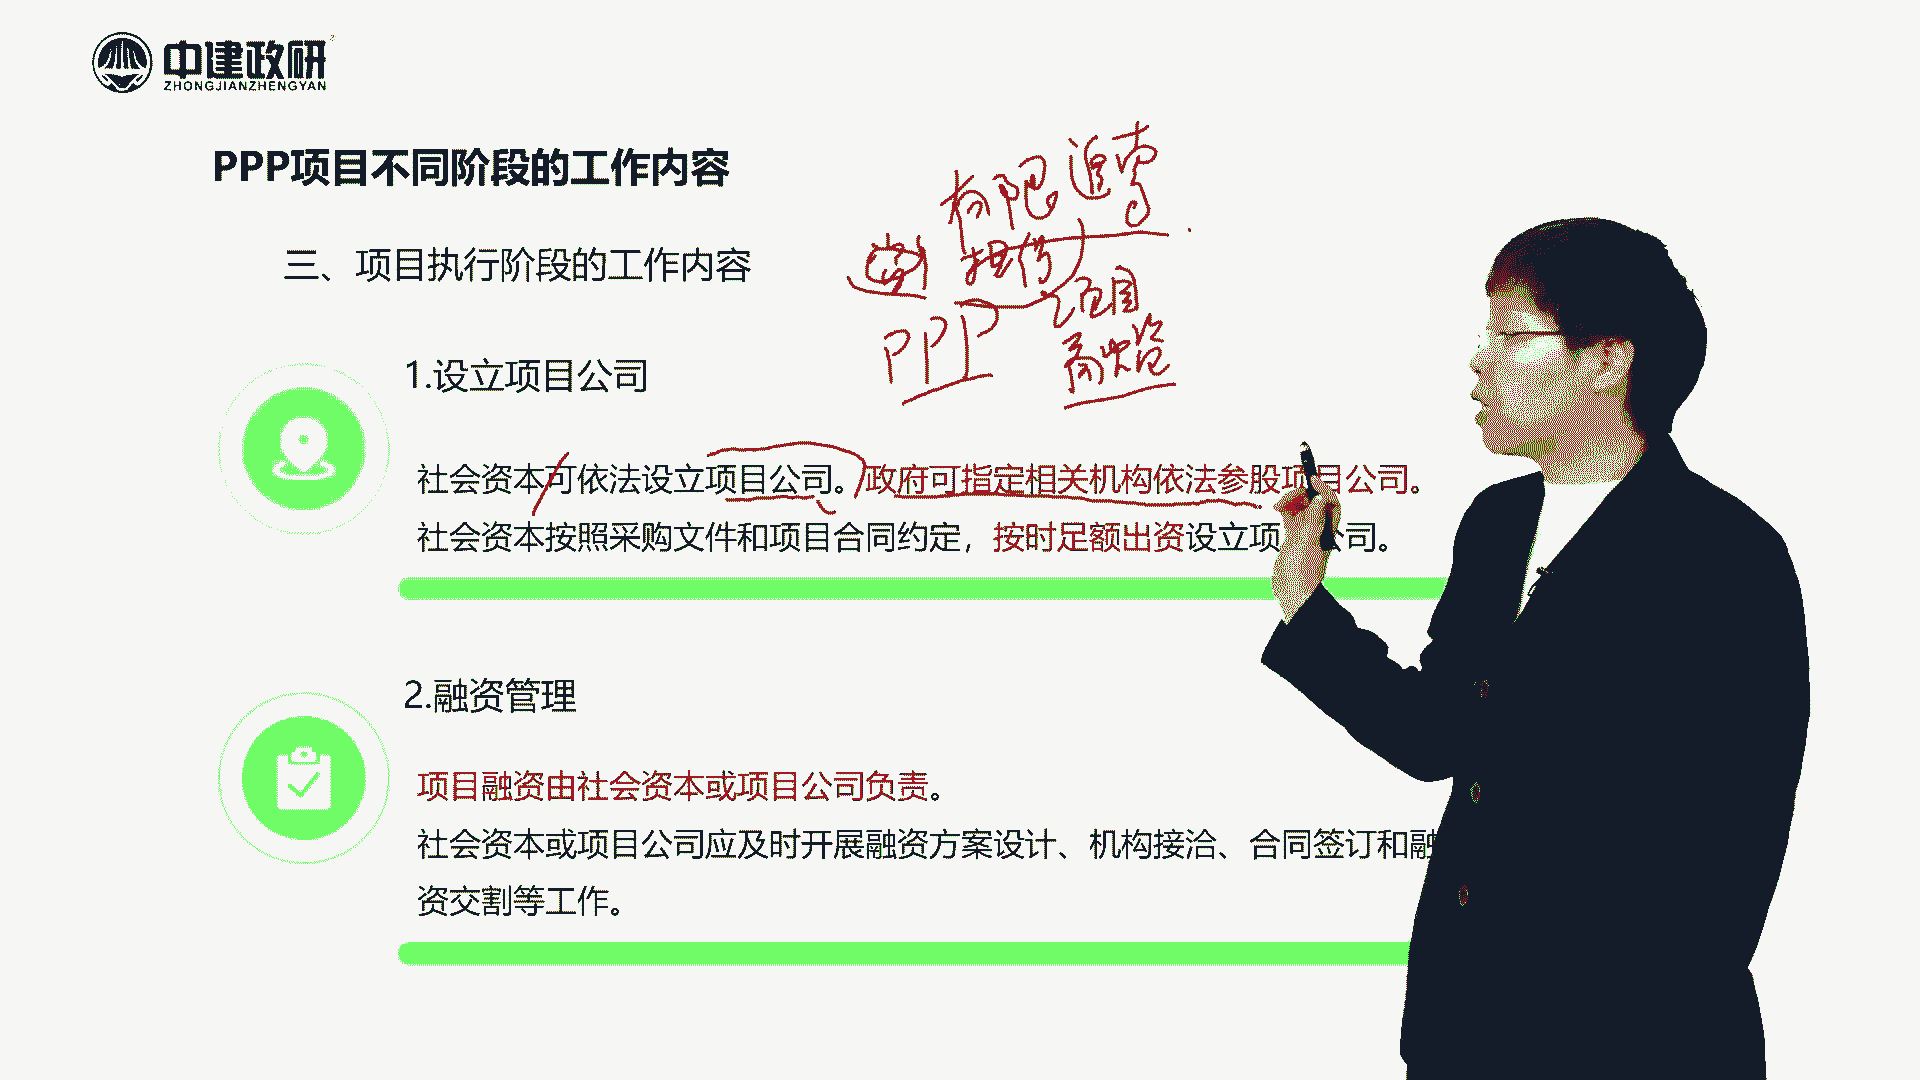 中建政研
ZHONGJIANZHENGYAN
PPP项目不同阶段的工作内容
有限追索
三、项目执行阶段的工作内容
担保
项目
PPP
融资
1.设立项目公司
社会资本可依法设立项目公司。政府可指定相关机构依法参股项目公司。
社会资本按照采购文件和项目合同约定，按时足额出资设立项公司。
2.融资管理
项目融资由社会资本或项目公司负责。
社会资本或项目公司应及时开展融资方案设计、机构接洽、合同签订和融
资交割等工作。